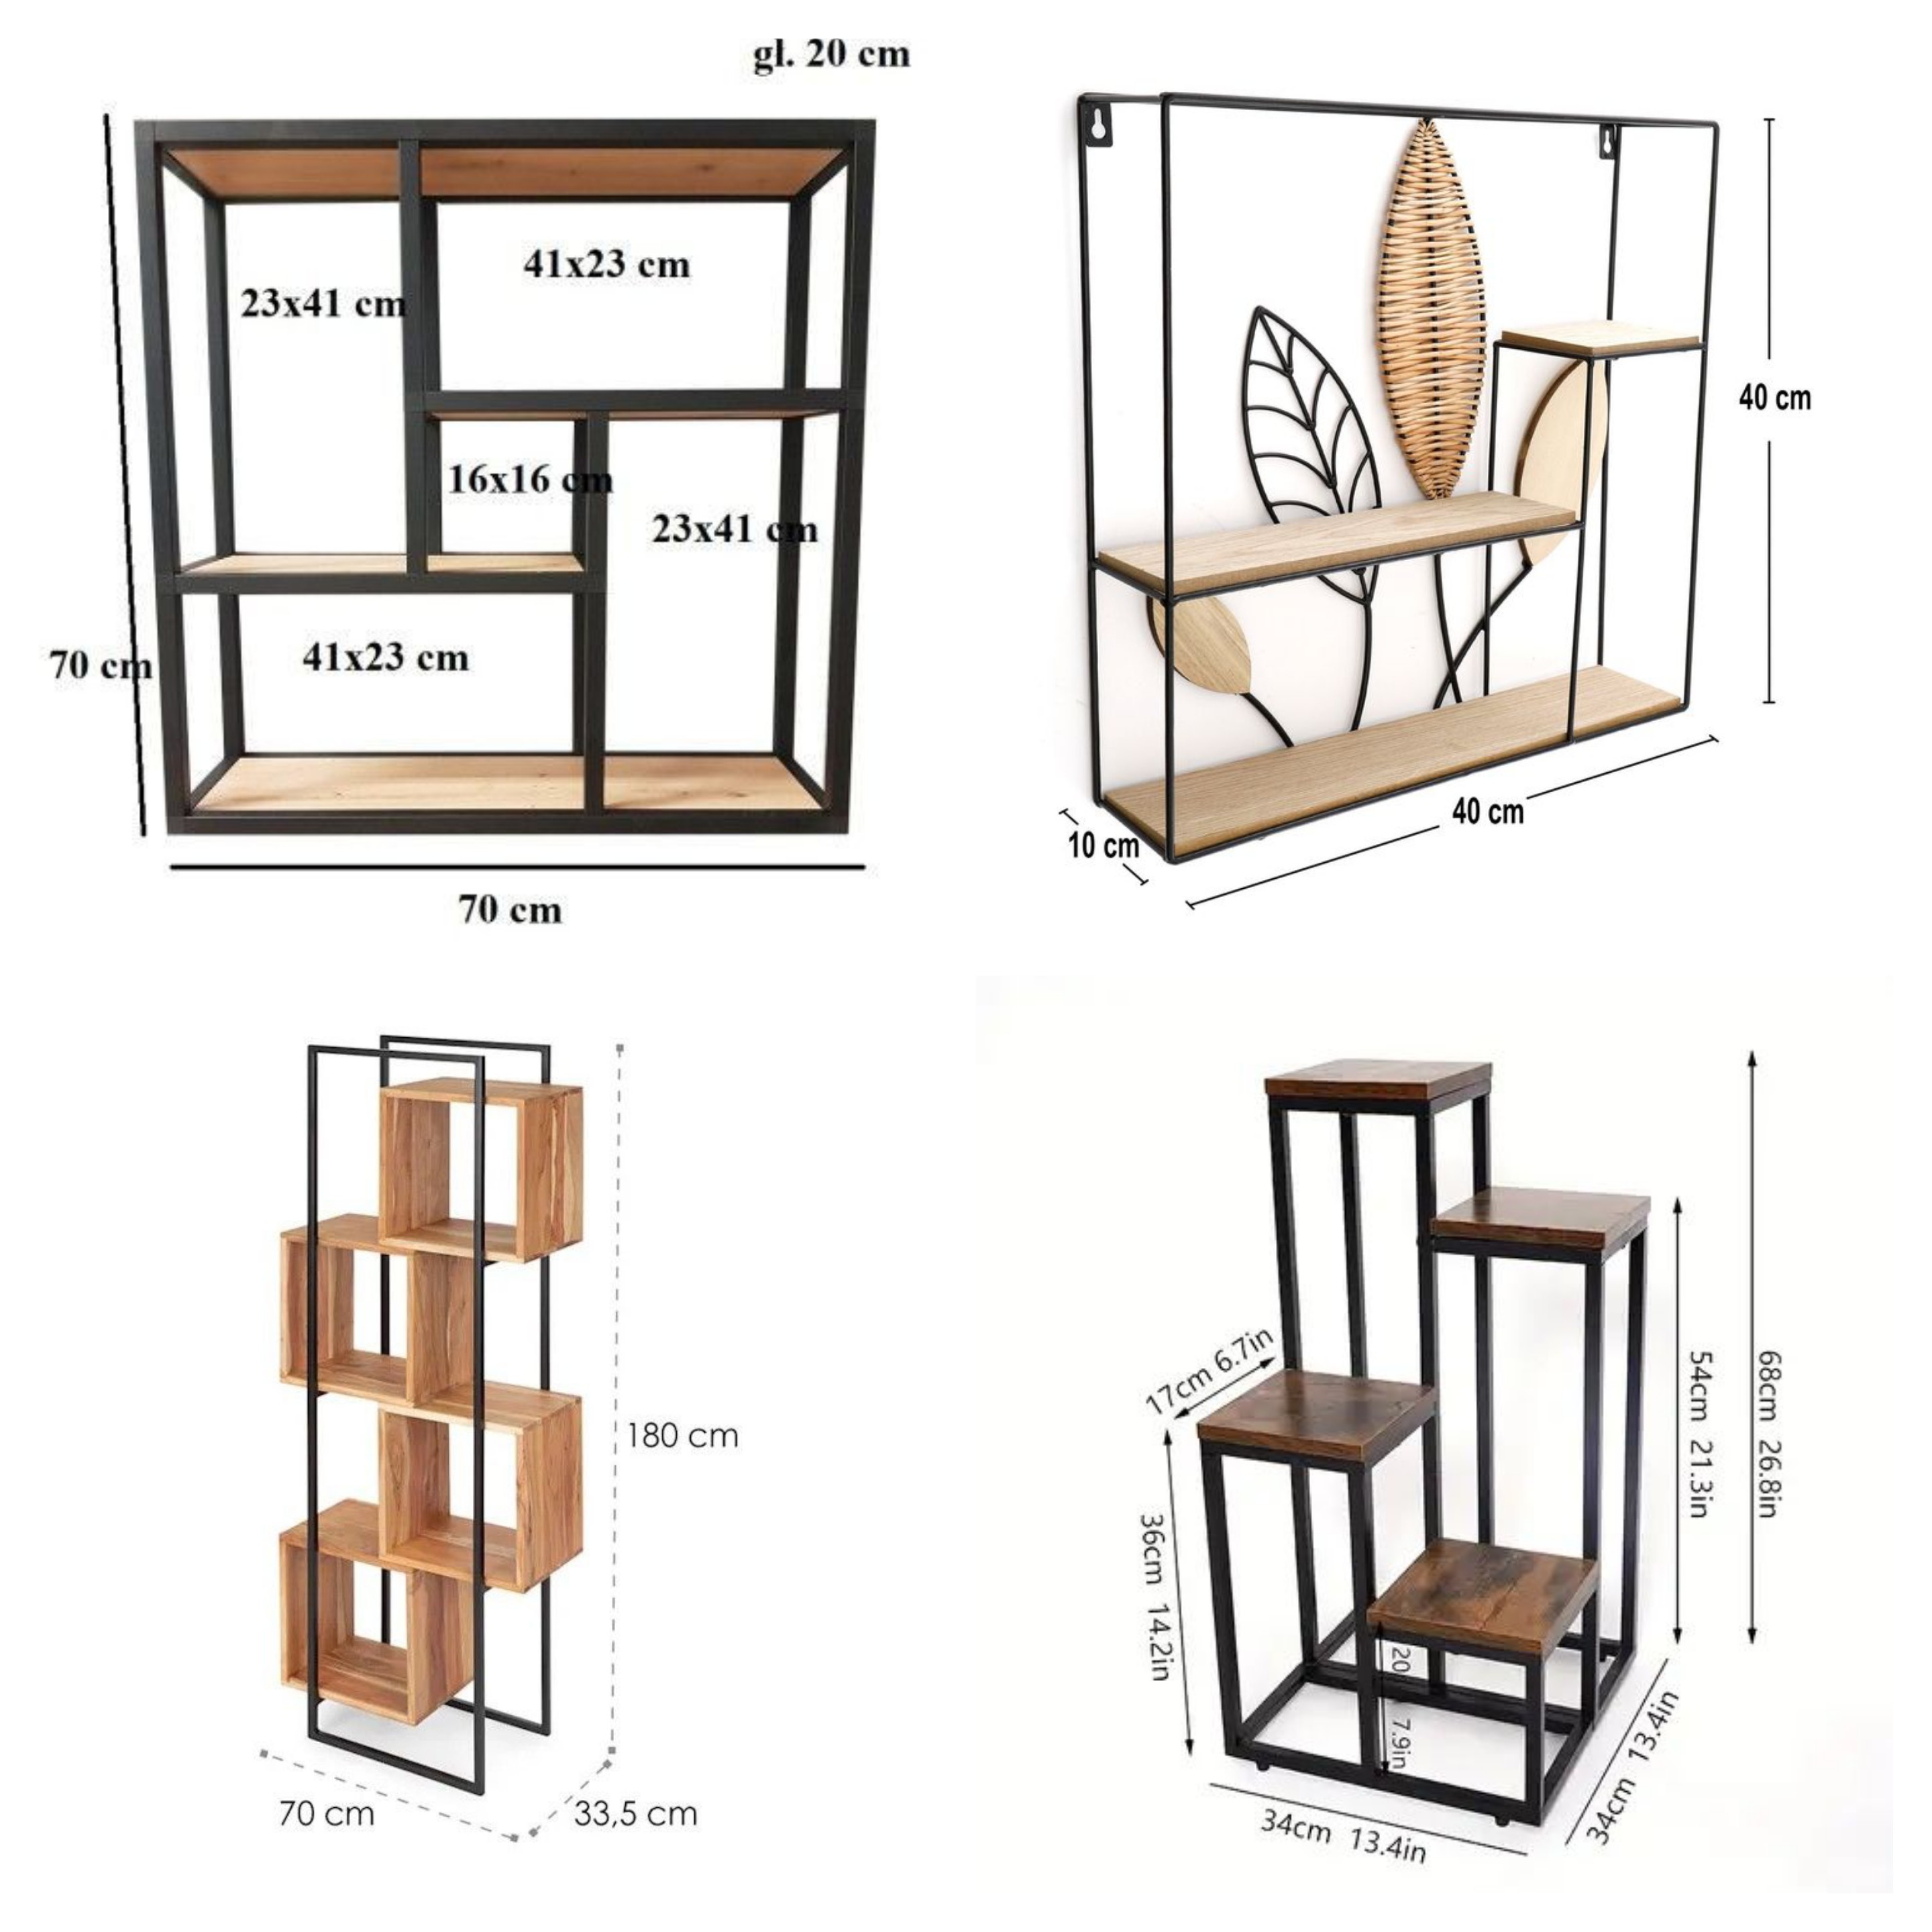 gł. 20 cm
41x23 cm
23x41 cm
16x16 cm
23x41 cm
41x23 cm
70 cm
70 cm
40 cm
40 cm
10 cm
180 cm
70 cm
33,5 cm
17cm 6.7in
54cm 21.3in
68cm 26.8in
36cm 14.2in
20
7.9in
34cm 13.4in
34cm 13.4in